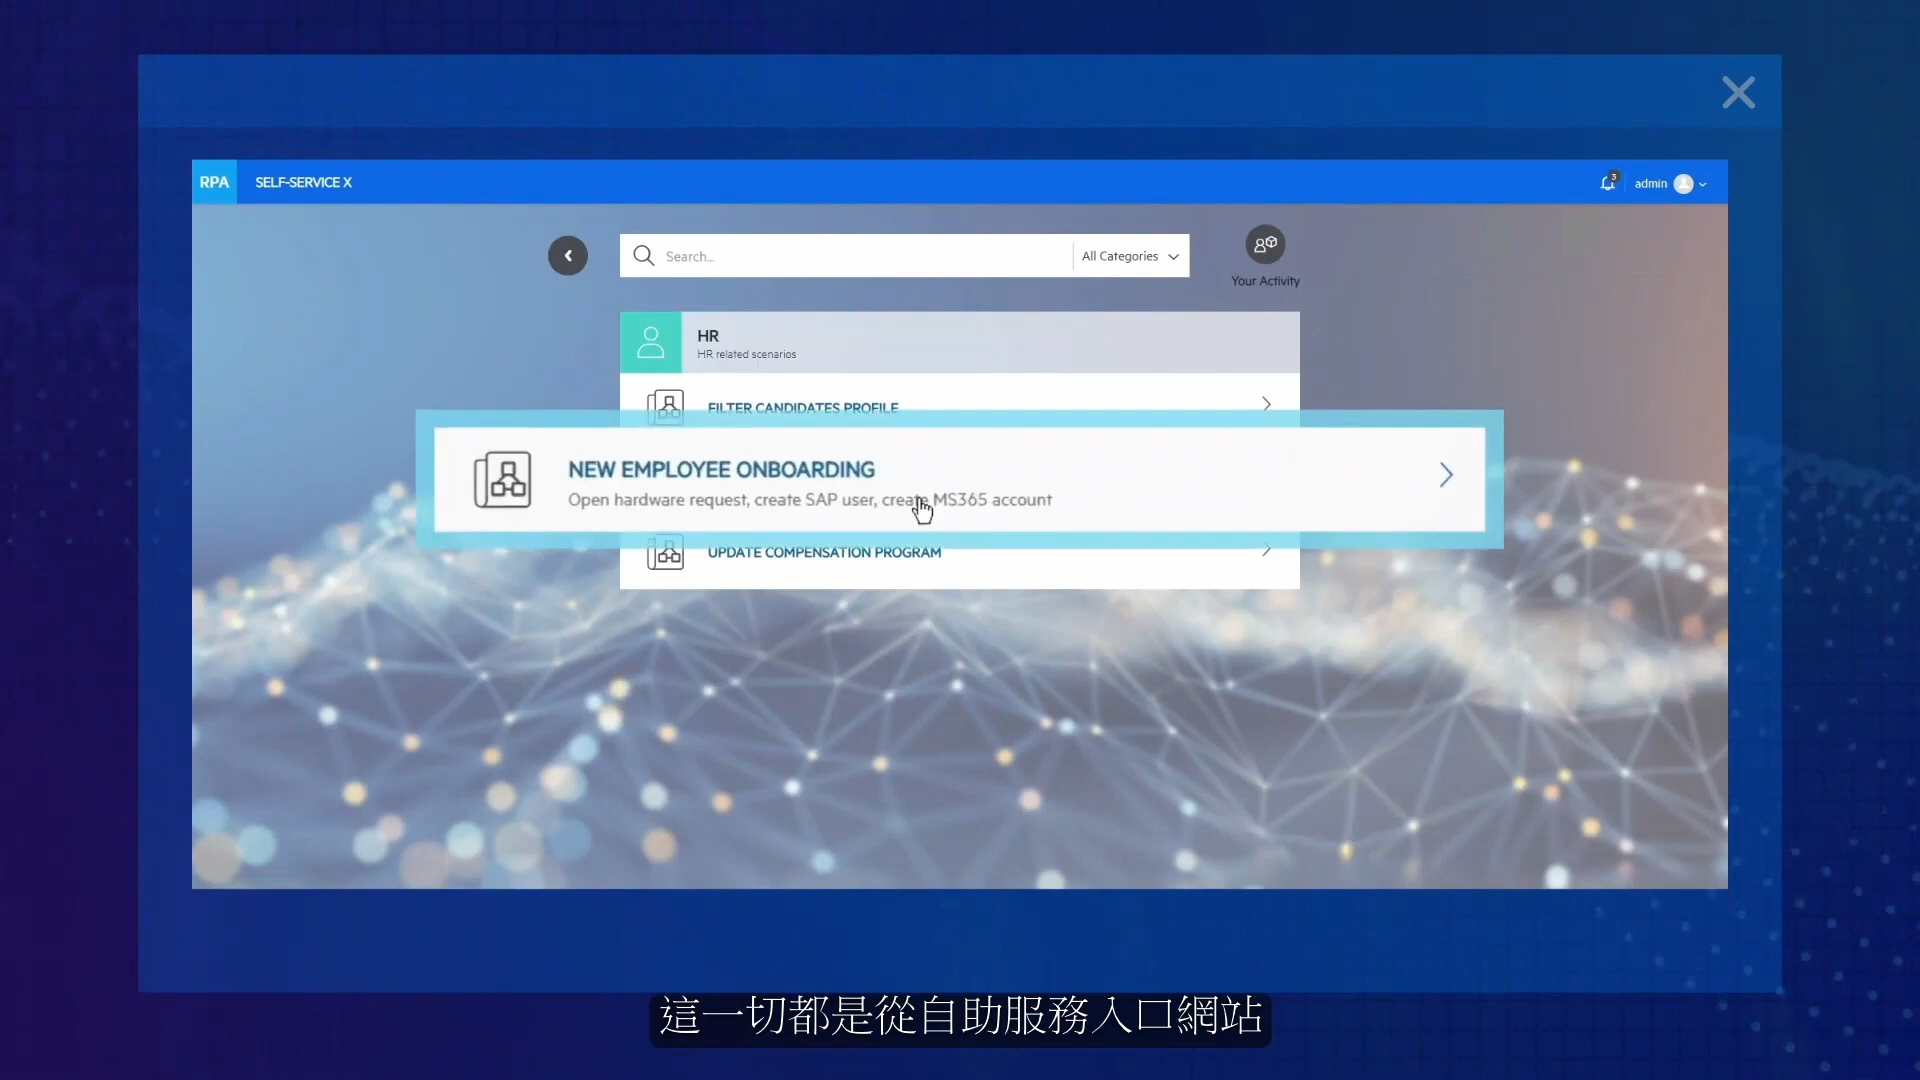 RPA SELF-SERVICE X
3
admin
Search...
All Categories
Your Activity
HR
HR related scenarios
FILTER CANDIDATES PROFILE
NEW EMPLOYEE ONBOARDING
Open hardware request, create SAP user, create MS365 account
UPDATE COMPENSATION PROGRAM
這一切都是從自助服務入口網站